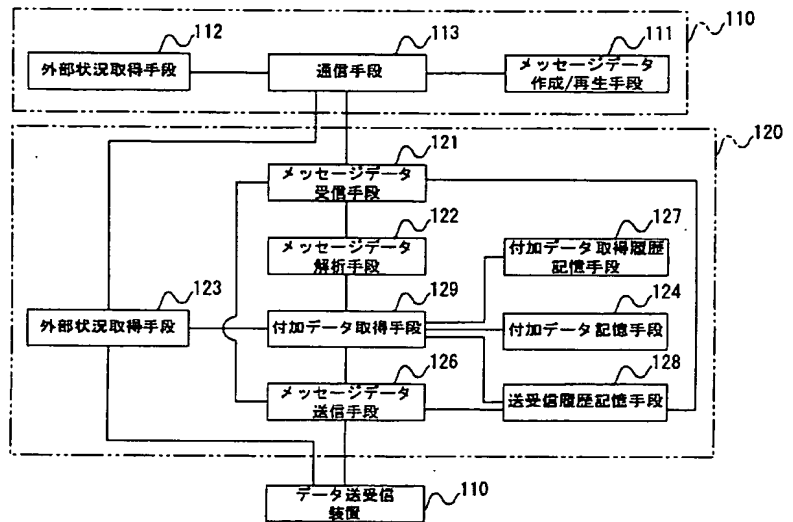 110
112
外部状況取得手段
113
通信手段
111
メッセージデータ
作成/再生手段
120
121
メッセージデータ
受信手段
122
メッセージデータ
解析手段
127
付加データ取得履歴
記憶手段
123
外部状況取得手段
129
付加データ取得手段
124
付加データ記憶手段
126
メッセージデータ
送信手段
128
送受信履歴記憶手段
データ送受信
装置
110